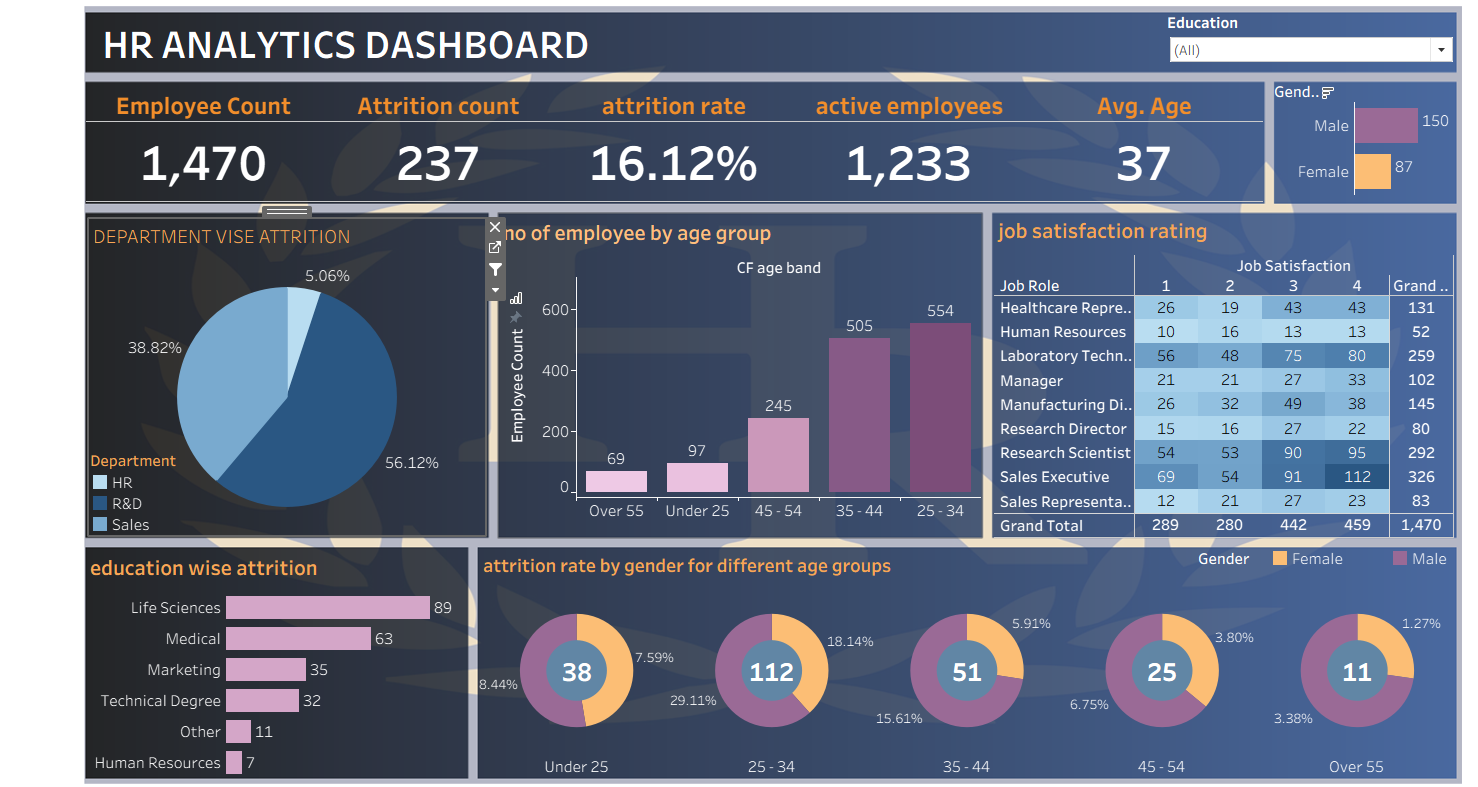 HR ANALYTICS DASHBOARD
Education
(All)
Employee Count Attrition count attrition rate active employees Avg. Age
1,470 237 16.12% 1,233 37
Gend..
Male 150
Female 87
DEPARTMENT VISE ATTRITION
5.06%
38.82%
56.12%
Department
HR
R&D
Sales
no of employee by age group
CF age band
Employee Count
600
400
200
0
69 97 245 505 554
Over 55 Under 25 45 - 54 35 - 44 25 - 34
job satisfaction rating
Job Satisfaction
Job Role 1 2 3 4 Grand ..
Healthcare Repre.. 26 19 43 43 131
Human Resources 10 16 13 13 52
Laboratory Techn.. 56 48 75 80 259
Manager 21 21 27 33 102
Manufacturing Di.. 26 32 49 38 145
Research Director 15 16 27 22 80
Research Scientist 54 53 90 95 292
Sales Executive 69 54 91 112 326
Sales Representa.. 12 21 27 23 83
Grand Total 289 280 442 459 1,470
education wise attrition
Life Sciences 89
Medical 63
Marketing 35
Technical Degree 32
Other 11
Human Resources 7
attrition rate by gender for different age groups
Gender Female Male
38 7.59% 8.44%
112 18.14% 29.11%
51 5.91% 15.61%
25 3.80% 6.75%
11 1.27% 3.38%
Under 25 25 - 34 35 - 44 45 - 54 Over 55